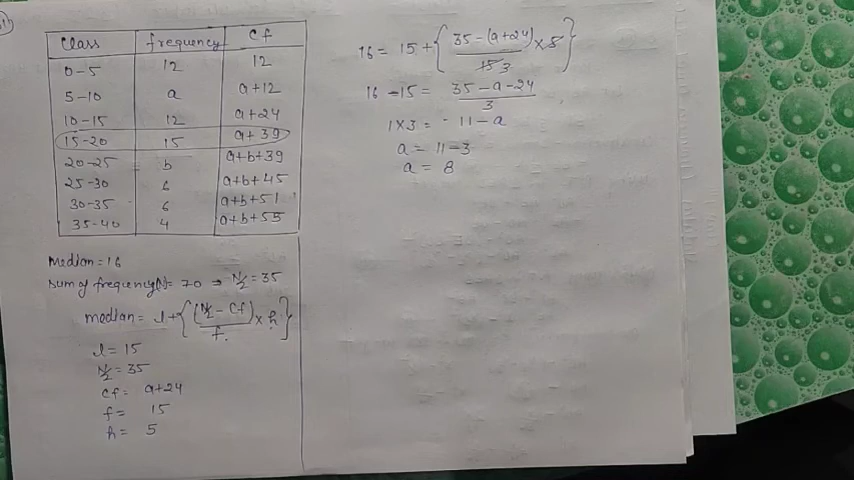 Class frequency Cf
0-5 12 12
5-10 a a+12
10-15 12 a+24
15-20 15 a+39
20-25 b a+b+39
25-30 6 a+b+45
30-35 6 a+b+51
35-40 4 a+b+55
Median = 16
Sum of frequency(N)= 70 ⇒ N/2 = 35
median = l+{(N/2 - Cf)/f × h}
l = 15
N/2 = 35
Cf = a+24
f = 15
h = 5
16 = 15 + {35-(a+24)/15 3 × 5}
16 - 15 = 35-a-24/3
1×3 = 11-a
a = 11-3
a = 8